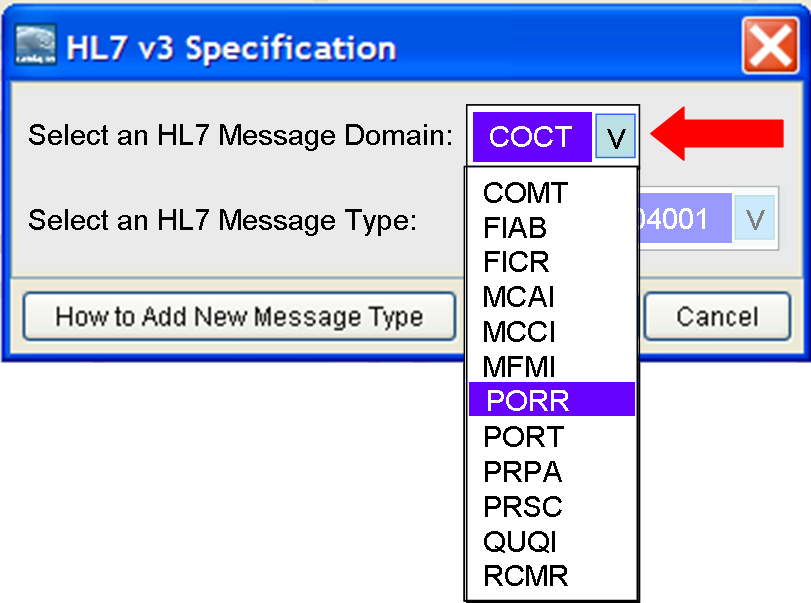 HL7 v3 Specification
Select an HL7 Message Domain: COCT V
COMT
Select an HL7 Message Type: 04001 V
FIAB
FICR
MCAI
MCCI
MFMI
PORR
PORT
PRPA
PRSC
QUQI
RCMR
How to Add New Message Type Cancel